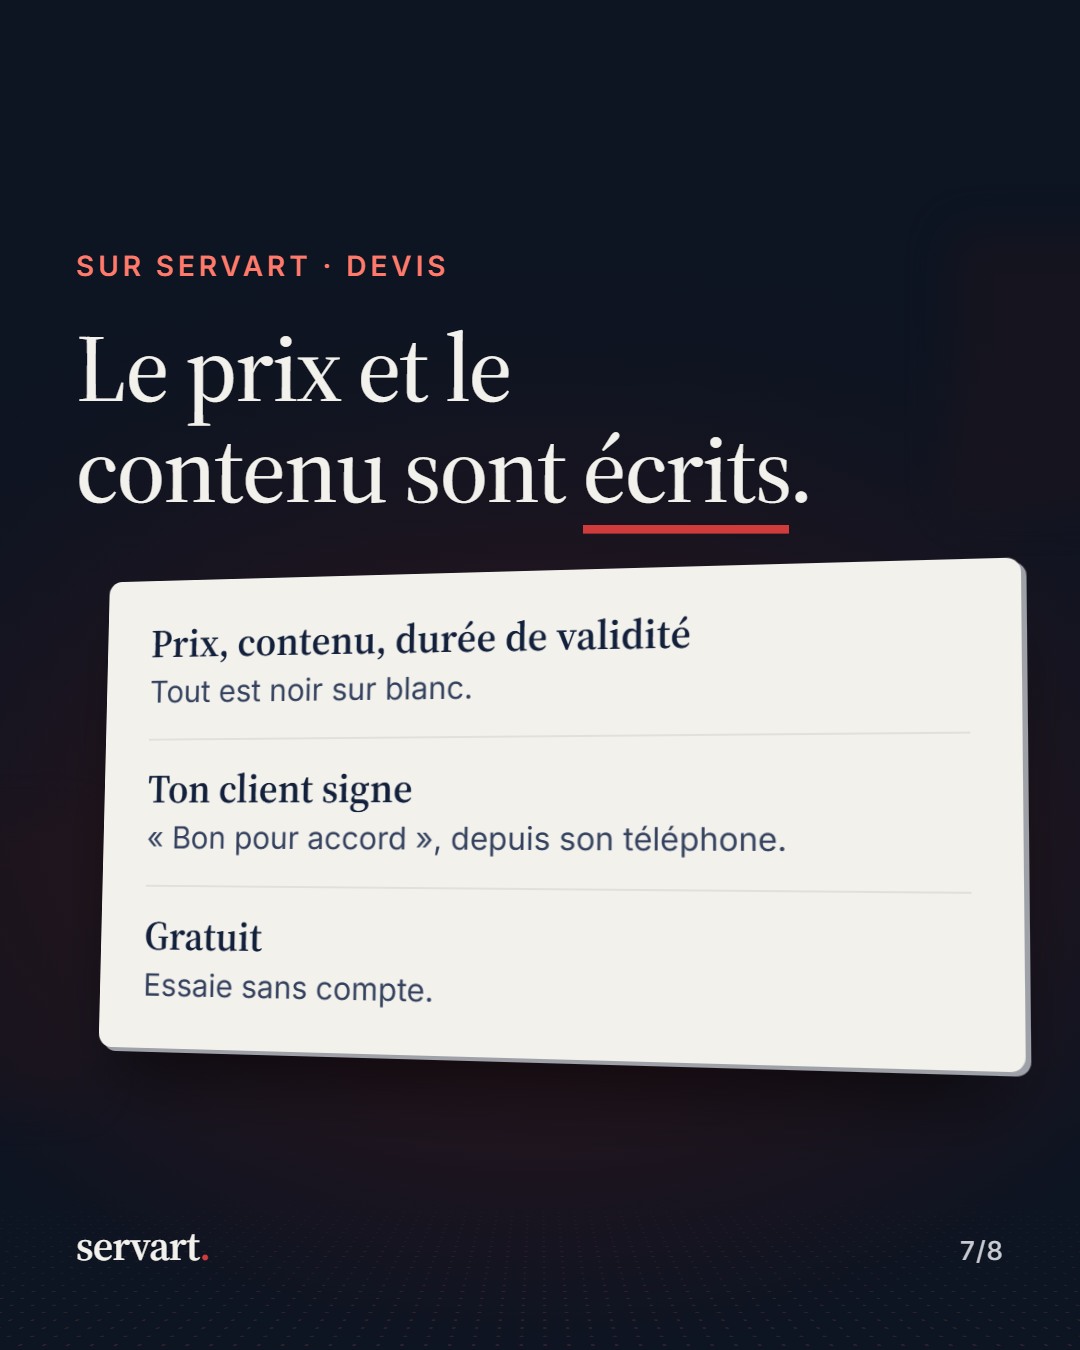 SUR SERVART · DEVIS
Le prix et le
contenu sont écrits.
Prix, contenu, durée de validité
Tout est noir sur blanc.
Ton client signe
« Bon pour accord », depuis son téléphone.
Gratuit
Essaie sans compte.
servart.
7/8